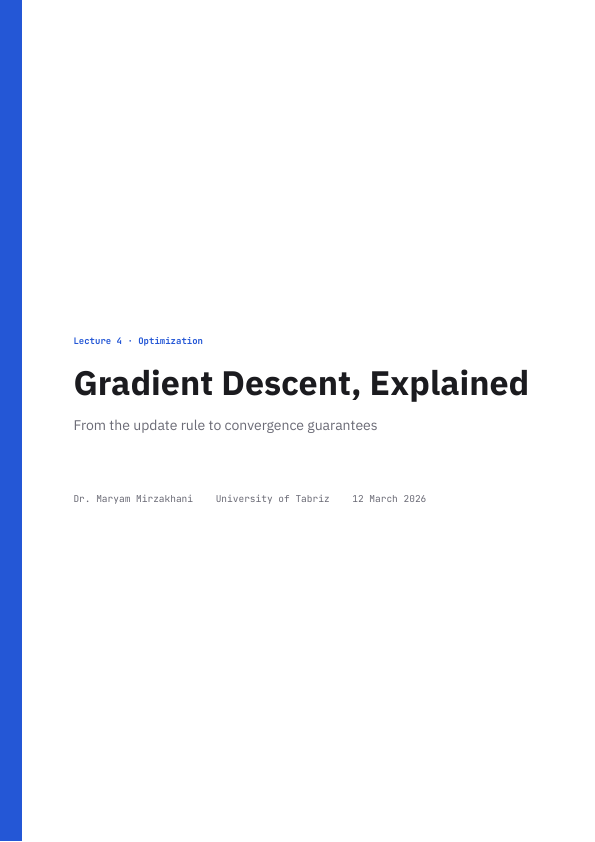 Lecture 4 · Optimization
Gradient Descent, Explained
From the update rule to convergence guarantees
Dr. Maryam Mirzakhani    University of Tabriz    12 March 2026